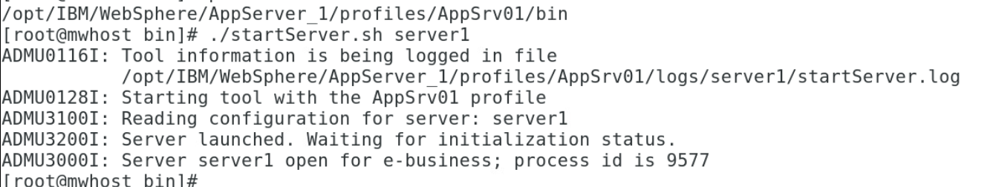 /opt/IBM/WebSphere/AppServer_1/profiles/AppSrv01/bin
[root@mwhost bin]# ./startServer.sh server1
ADMU0116I: Tool information is being logged in file
           /opt/IBM/WebSphere/AppServer_1/profiles/AppSrv01/logs/server1/startServer.log
ADMU0128I: Starting tool with the AppSrv01 profile
ADMU3100I: Reading configuration for server: server1
ADMU3200I: Server launched. Waiting for initialization status.
ADMU3000I: Server server1 open for e-business; process id is 9577
[root@mwhost bin]#